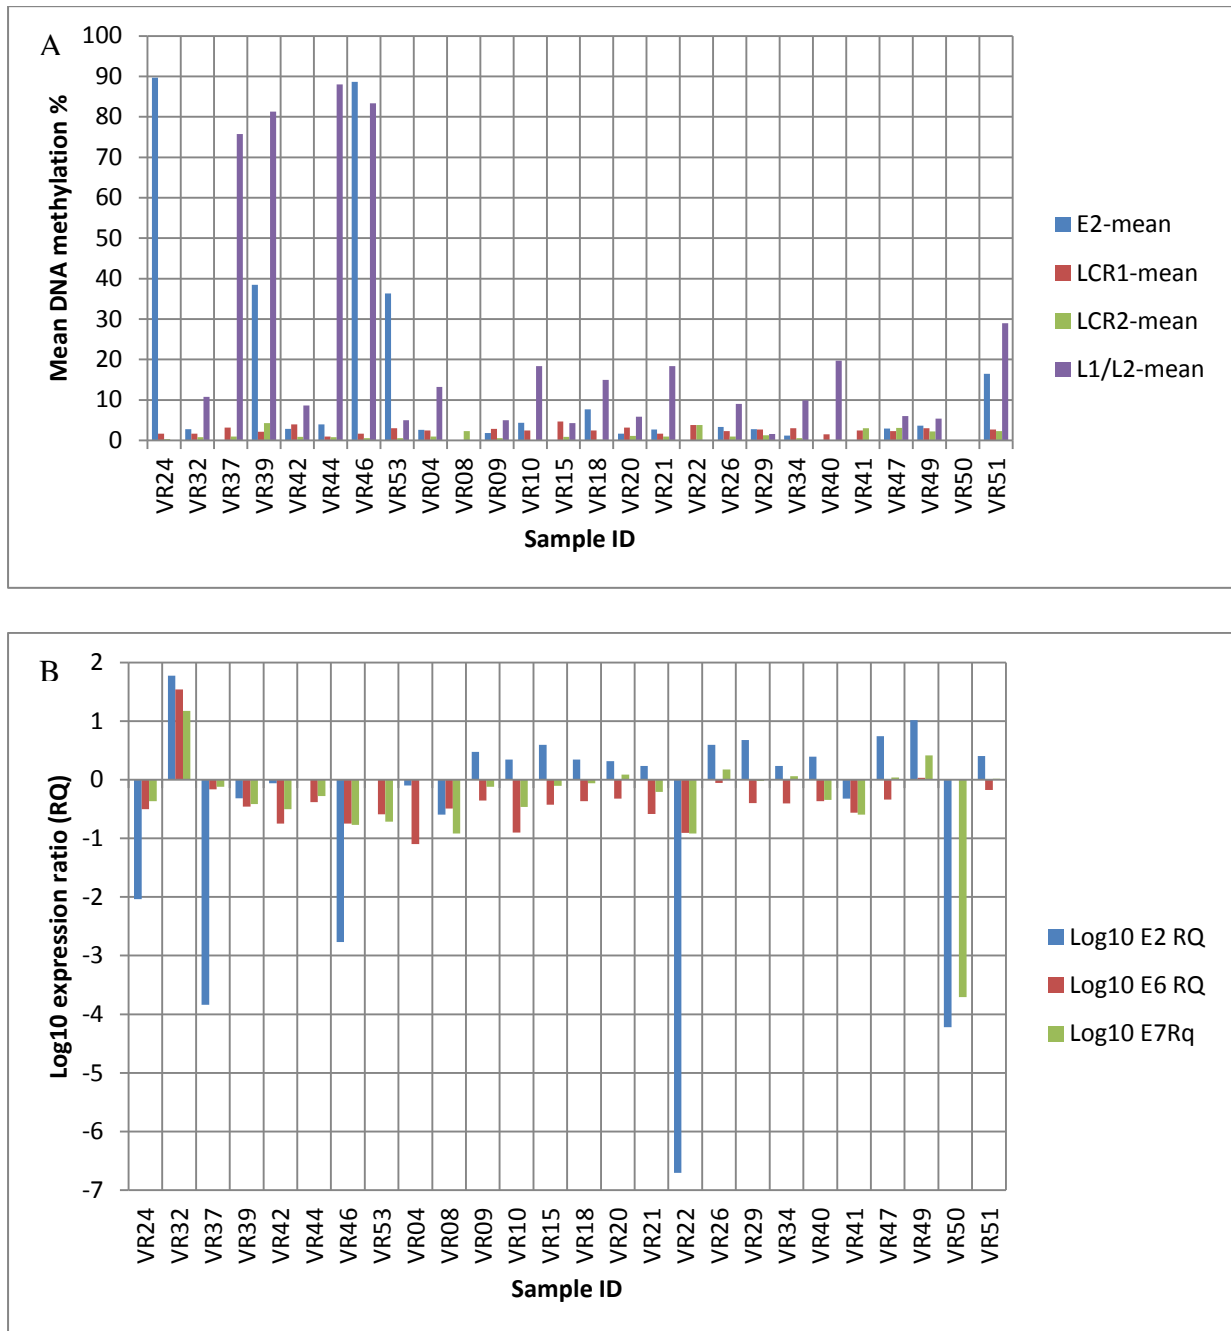 A
100
90
80
70
60
50
40
30
20
10
0
Mean DNA methylation %
VR24 VR32 VR37 VR39 VR42 VR44 VR46 VR53 VR04 VR08 VR09 VR10 VR15 VR18 VR20 VR21 VR22 VR26 VR29 VR34 VR40 VR41 VR47 VR49 VR50 VR51
Sample ID
E2-mean
LCR1-mean
LCR2-mean
L1/L2-mean
B
2
1
0
-1
-2
-3
-4
-5
-6
-7
Log10 expression ratio (RQ)
VR24 VR32 VR37 VR39 VR42 VR44 VR46 VR53 VR04 VR08 VR09 VR10 VR15 VR18 VR20 VR21 VR22 VR26 VR29 VR34 VR40 VR41 VR47 VR49 VR50 VR51
Sample ID
Log10 E2 RQ
Log10 E6 RQ
Log10 E7Rq